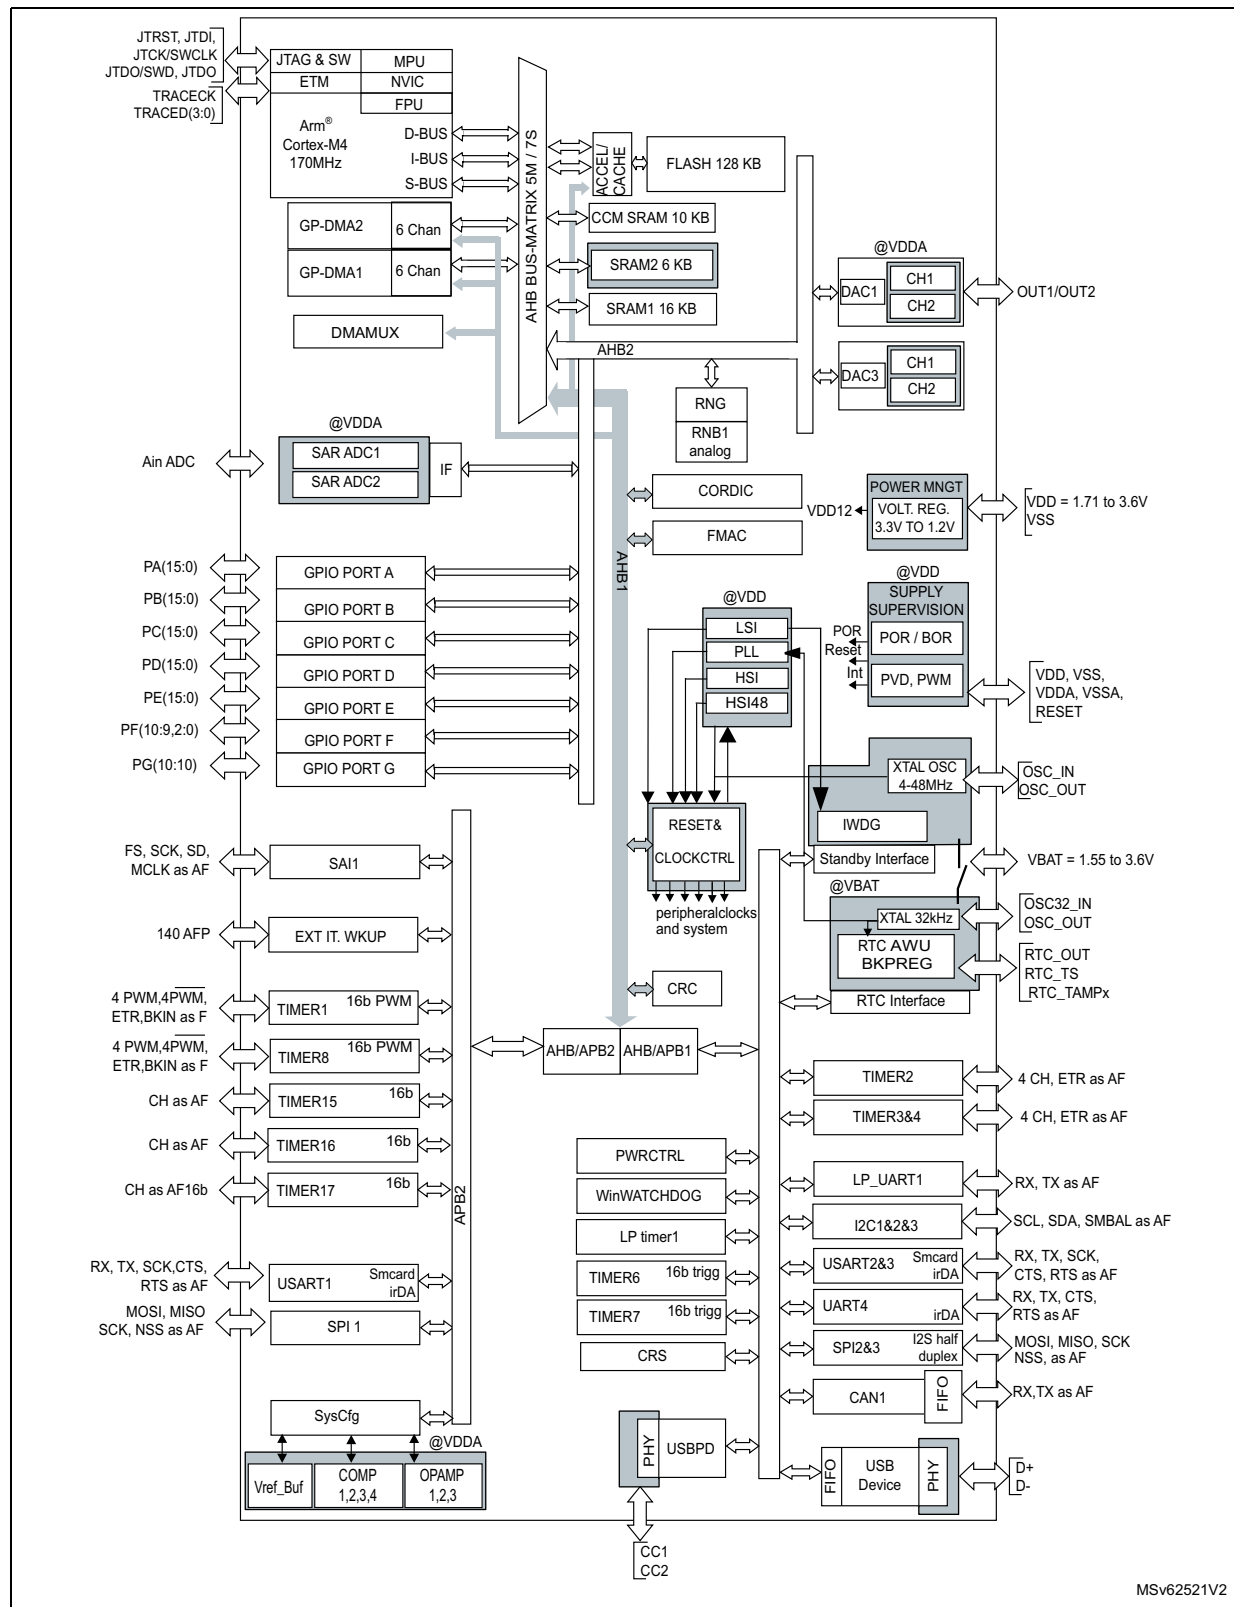 JTRST, JTDI,
JTCK/SWCLK
JTDO/SWD, JTDO
TRACECK
TRACED(3:0)
JTAG & SW
MPU
ETM
NVIC
FPU
Arm®
Cortex-M4
170MHz
D-BUS
I-BUS
S-BUS
GP-DMA2
6 Chan
GP-DMA1
6 Chan
DMAMUX
AHB BUS-MATRIX 5M / 7S
ACCEL/
CACHE
FLASH 128 KB
CCM SRAM 10 KB
SRAM2 6 KB
SRAM1 16 KB
AHB2
RNG
RNB1
analog
@VDDA
DAC1
CH1
CH2
OUT1/OUT2
DAC3
CH1
CH2
@VDDA
Ain ADC
SAR ADC1
SAR ADC2
IF
CORDIC
FMAC
AHB1
POWER MNGT
VDD12
VOLT. REG.
3.3V TO 1.2V
VDD = 1.71 to 3.6V
VSS
PA(15:0)
GPIO PORT A
PB(15:0)
GPIO PORT B
PC(15:0)
GPIO PORT C
PD(15:0)
GPIO PORT D
PE(15:0)
GPIO PORT E
PF(10:9,2:0)
GPIO PORT F
PG(10:10)
GPIO PORT G
@VDD
LSI
PLL
HSI
HSI48
@VDD
SUPPLY
SUPERVISION
POR
Reset
Int
POR / BOR
PVD, PWM
VDD, VSS,
VDDA, VSSA,
RESET
XTAL OSC
4-48MHz
OSC_IN
OSC_OUT
IWDG
Standby Interface
VBAT = 1.55 to 3.6V
RESET&
CLOCKCTRL
peripheralclocks
and system
@VBAT
XTAL 32kHz
OSC32_IN
OSC_OUT
RTC AWU
BKPREG
RTC_OUT
RTC_TS
RTC_TAMPx
RTC Interface
CRC
AHB/APB2
AHB/APB1
FS, SCK, SD,
MCLK as AF
SAI1
140 AFP
EXT IT. WKUP
4 PWM,4PWM,
ETR,BKIN as F
TIMER1
16b PWM
4 PWM,4PWM,
ETR,BKIN as F
TIMER8
16b PWM
CH as AF
TIMER15
16b
CH as AF
TIMER16
16b
CH as AF16b
TIMER17
16b
APB2
RX, TX, SCK,CTS,
RTS as AF
USART1
Smcard
irDA
MOSI, MISO
SCK, NSS as AF
SPI 1
SysCfg
@VDDA
Vref_Buf
COMP
1,2,3,4
OPAMP
1,2,3
PWRCTRL
WinWATCHDOG
LP timer1
TIMER6
16b trigg
TIMER7
16b trigg
CRS
PHY
USBPD
CC1
CC2
TIMER2
4 CH, ETR as AF
TIMER3&4
4 CH, ETR as AF
LP_UART1
RX, TX as AF
I2C1&2&3
SCL, SDA, SMBAL as AF
USART2&3
Smcard
irDA
RX, TX, SCK,
CTS, RTS as AF
UART4
irDA
RX, TX, CTS,
RTS as AF
SPI2&3
I2S half
duplex
MOSI, MISO, SCK
NSS, as AF
CAN1
FIFO
RX,TX as AF
FIFO
USB
Device
PHY
D+
D-
MSv62521V2